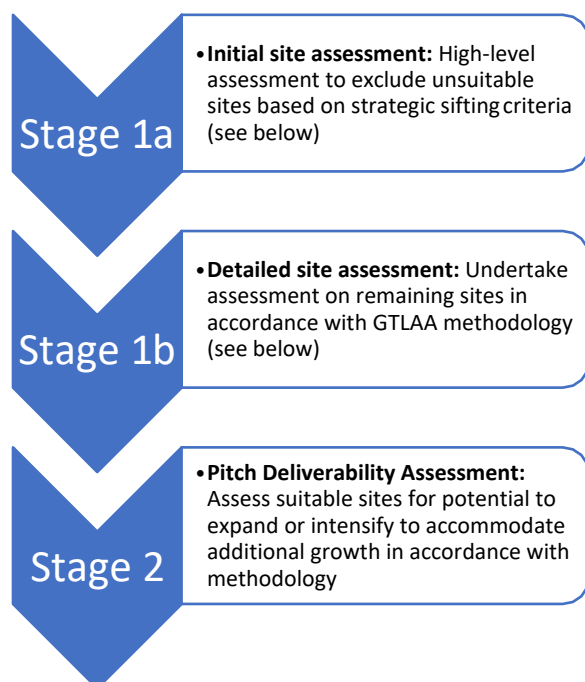 Stage 1a
•Initial site assessment: High-level
assessment to exclude unsuitable
sites based on strategic sifting criteria
(see below)
Stage 1b
•Detailed site assessment: Undertake
assessment on remaining sites in
accordance with GTLAA methodology
(see below)
Stage 2
•Pitch Deliverability Assessment:
Assess suitable sites for potential to
expand or intensify to accommodate
additional growth in accordance with
methodology